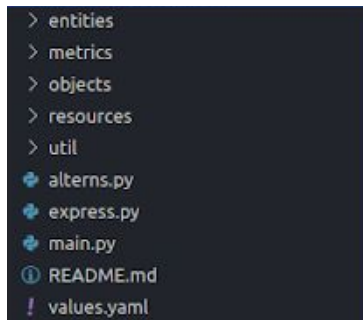 entities
metrics
objects
resources
util
alterns.py
express.py
main.py
README.md
values.yaml